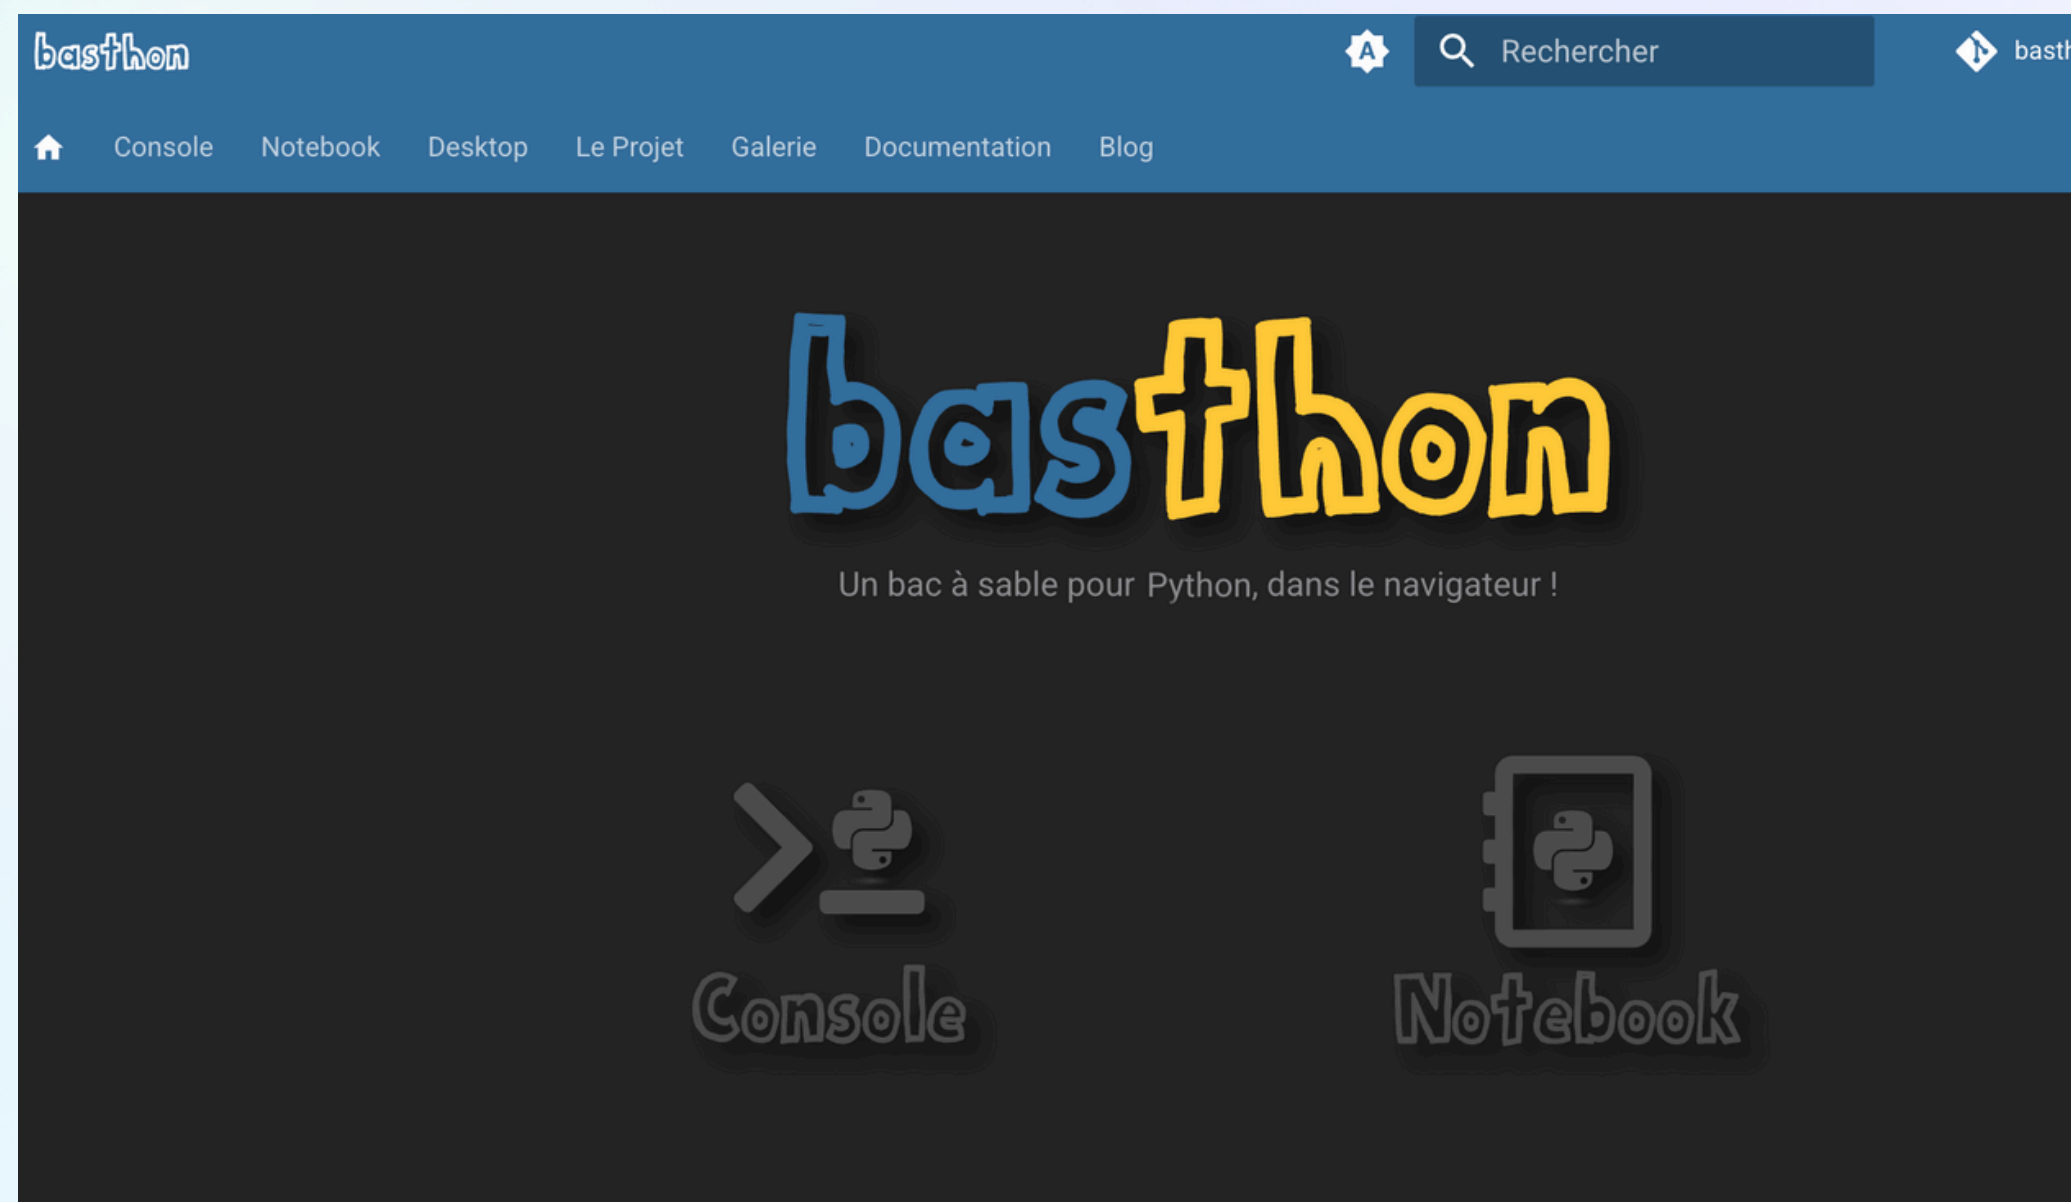 basthon
A Rechercher basth
Console Notebook Desktop Le Projet Galerie Documentation Blog
basthon
Un bac à sable pour Python, dans le navigateur !
Console Notebook